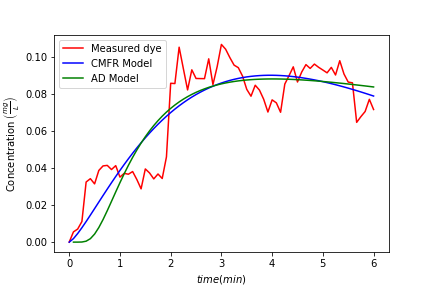 Measured dye
CMFR Model
AD Model
Concentration (mg/L)
0.10
0.08
0.06
0.04
0.02
0.00
0 1 2 3 4 5 6
time(min)